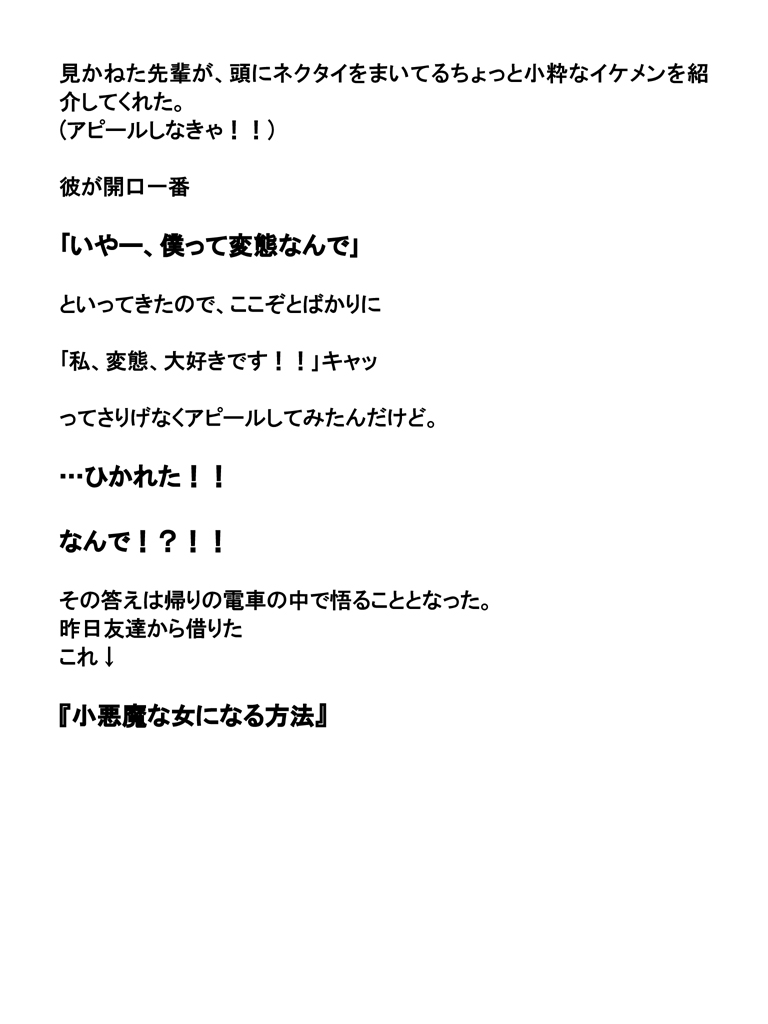 見かねた先輩が、頭にネクタイをまいてるちょっと小粋なイケメンを紹
介してくれた。
(アピールしなきゃ！！)
彼が開口一番
「いやー、僕って変態なんで」
といってきたので、ここぞとばかりに
「私、変態、大好きです！！」キャッ
ってさりげなくアピールしてみたんだけど。
…ひかれた！！
なんで！？！！
その答えは帰りの電車の中で悟ることとなった。
昨日友達から借りた
これ↓
『小悪魔な女になる方法』